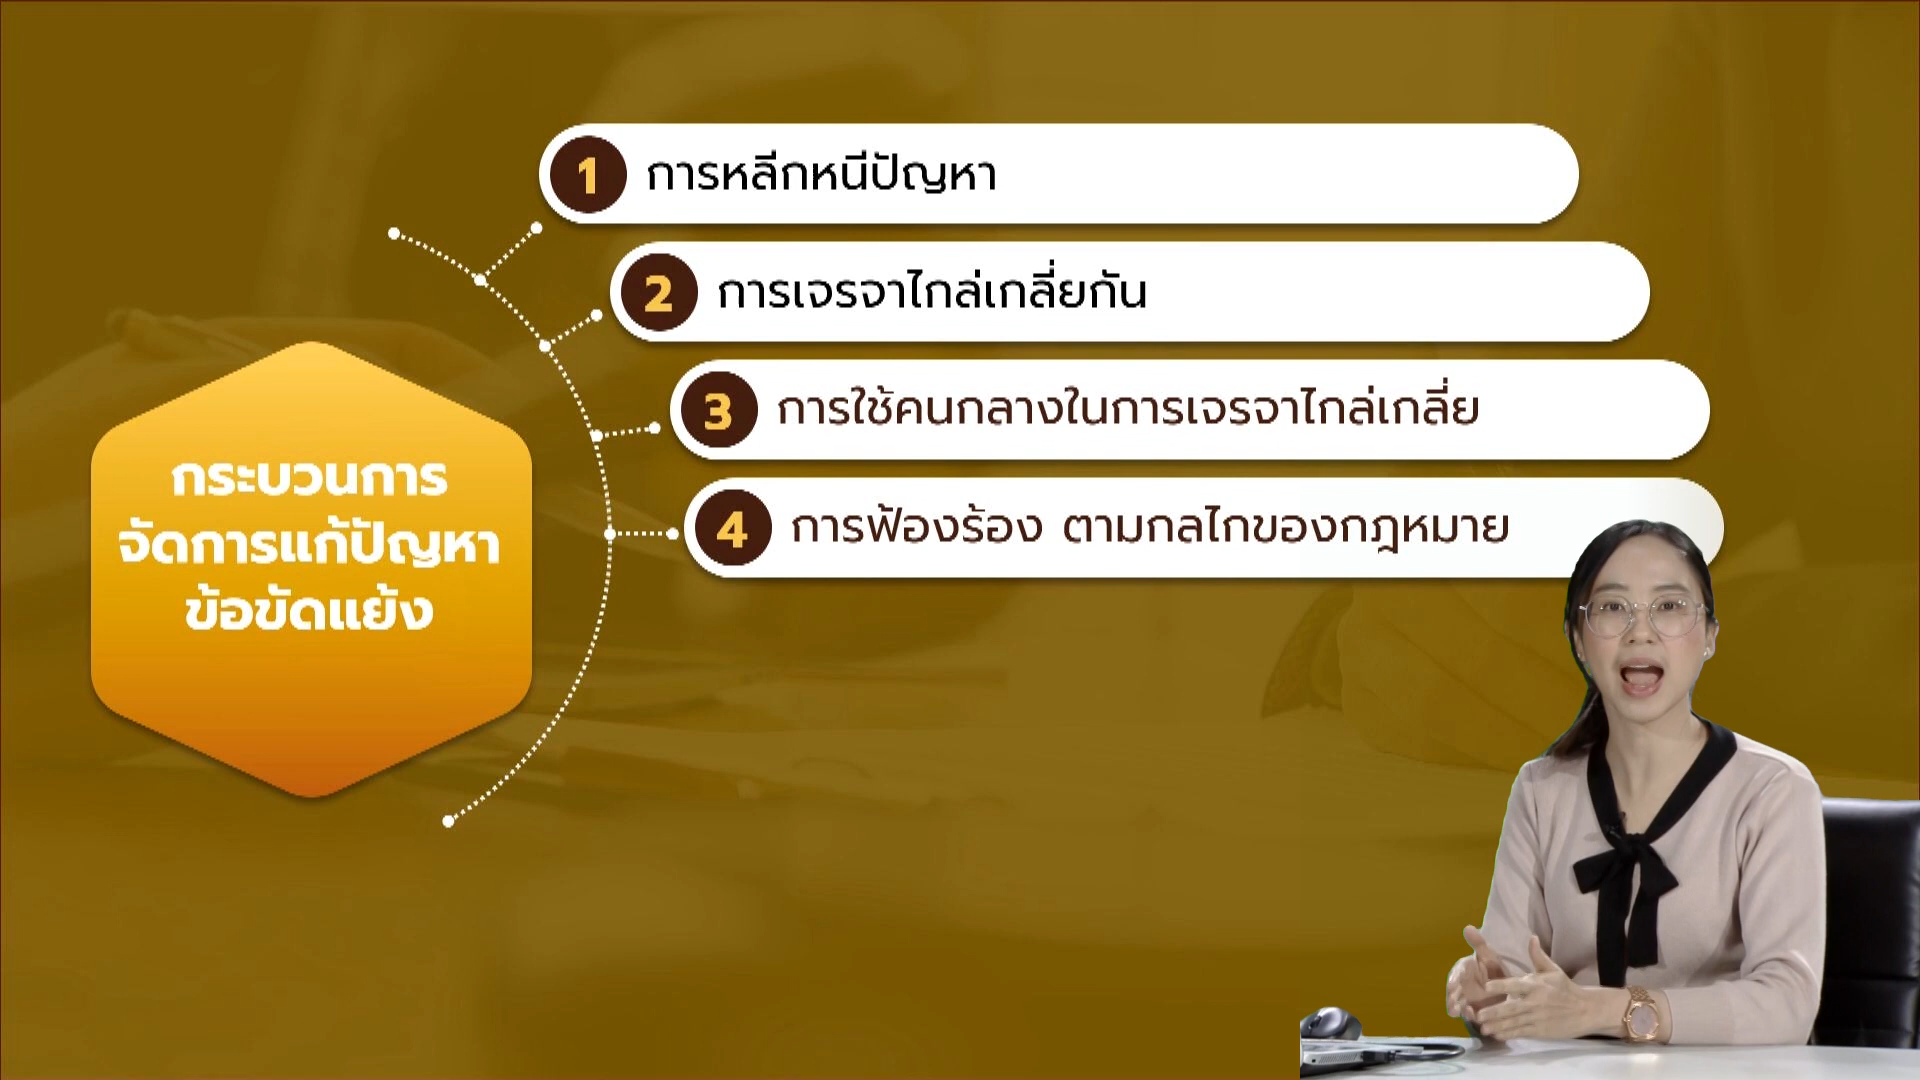 กระบวนการ
จัดการแก้ปัญหา
ข้อขัดแย้ง
1 การหลีกหนีปัญหา
2 การเจรจาไกล่เกลี่ยกัน
3 การใช้คนกลางในการเจรจาไกล่เกลี่ย
4 การฟ้องร้อง ตามกลไกของกฎหมาย